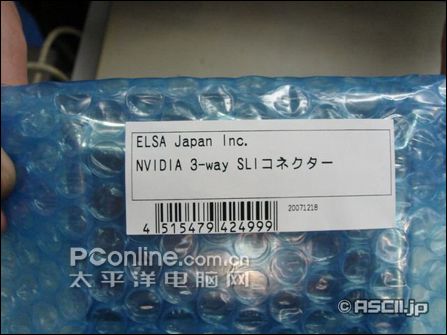 ELSA Japan Inc.
NVIDIA 3-way SLIコネクター
20071218
4 515479 424999
PConline.com.cn
太平洋电脑网
©ASCII.jp